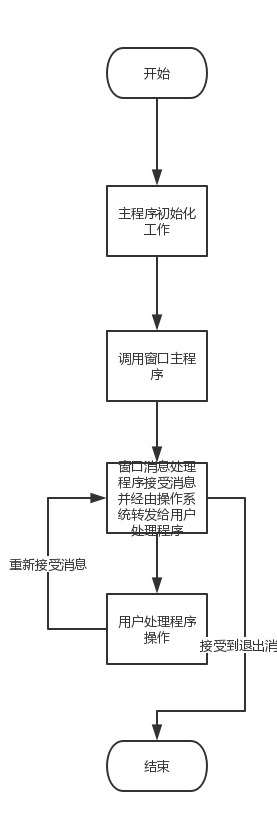 开始
主程序初始化
工作
调用窗口主程
序
窗口消息处理
程序接受消息
并经由操作系
统转发给用户
处理程序
重新接受消息
用户处理程序
操作
接受到退出消
结束